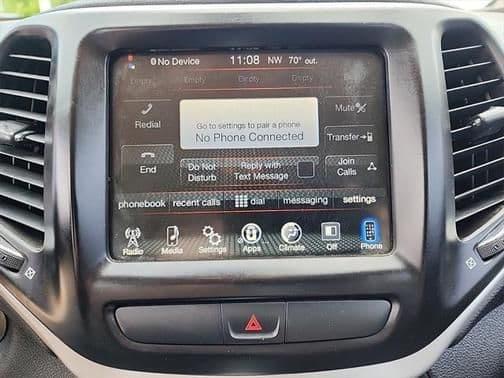 No Device 11:08 NW 70° out.
Empty Empty Empty Empty
Redial
Go to settings to pair a phone
No Phone Connected
Mute
Transfer
End
Do Not
Disturb
Reply with
Text Message
Join
Calls
phonebook recent calls dial messaging settings
Radio Media Settings Apps Climate Off Phone